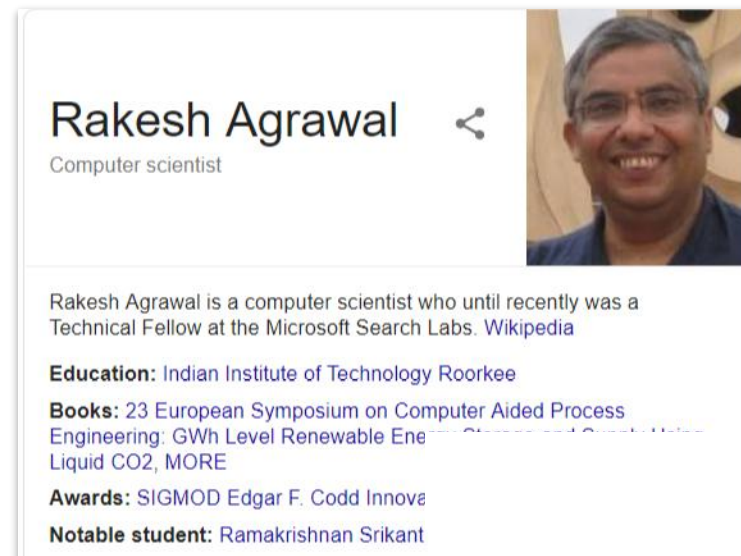 Rakesh Agrawal
Computer scientist
Rakesh Agrawal is a computer scientist who until recently was a
Technical Fellow at the Microsoft Search Labs. Wikipedia
Education: Indian Institute of Technology Roorkee
Books: 23 European Symposium on Computer Aided Process
Engineering: GWh Level Renewable
Liquid CO2, MORE
Awards: SIGMOD Edgar F. Codd
Notable student: Ramakrishnan Srikant